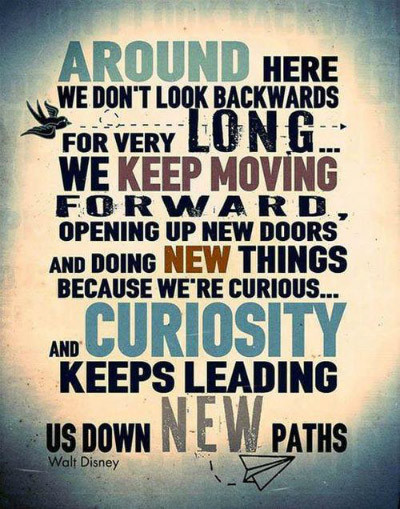 AROUND HERE
WE DON'T LOOK BACKWARDS
FOR VERY LONG...
WE KEEP MOVING
FORWARD,
OPENING UP NEW DOORS
AND DOING NEW THINGS
BECAUSE WE'RE CURIOUS...
AND CURIOSITY
KEEPS LEADING
US DOWN NEW PATHS
Walt Disney